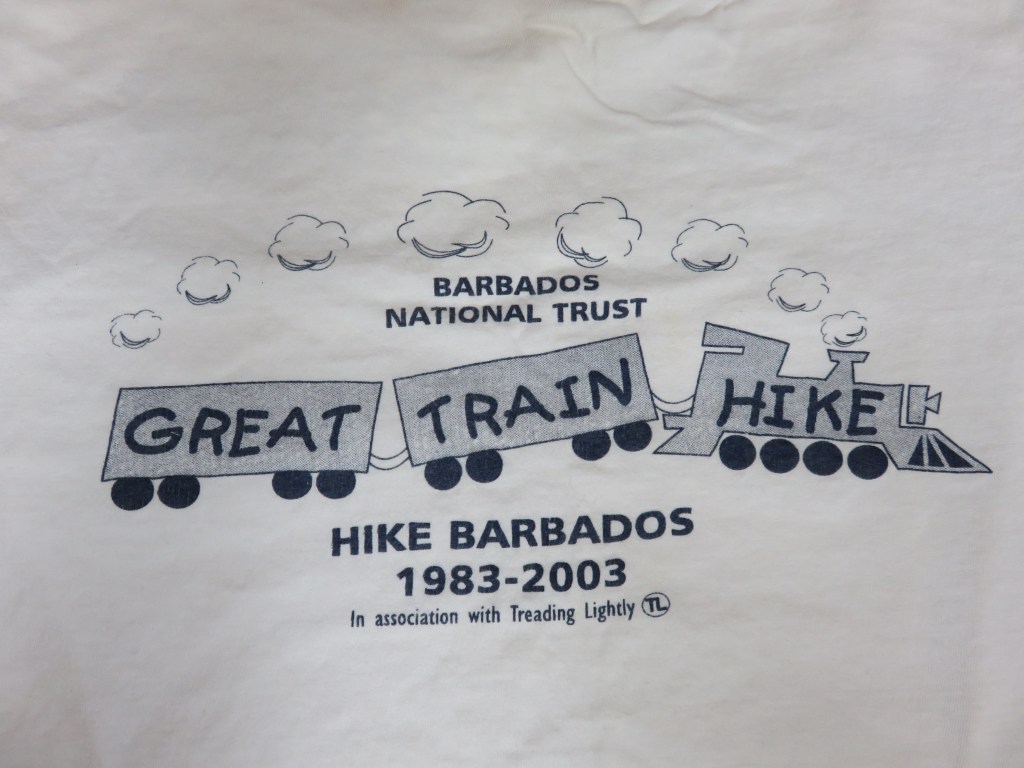 BARBADOS
NATIONAL TRUST
GREAT TRAIN HIKE
HIKE BARBADOS
1983-2003
In association with Treading Lightly TL